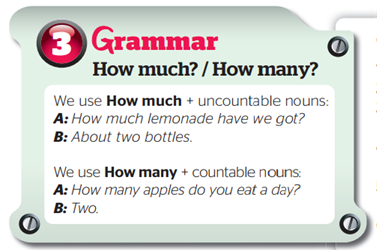 3 Grammar
How much? / How many?
We use How much + uncountable nouns:
A: How much lemonade have we got?
B: About two bottles.
We use How many + countable nouns:
A: How many apples do you eat a day?
B: Two.